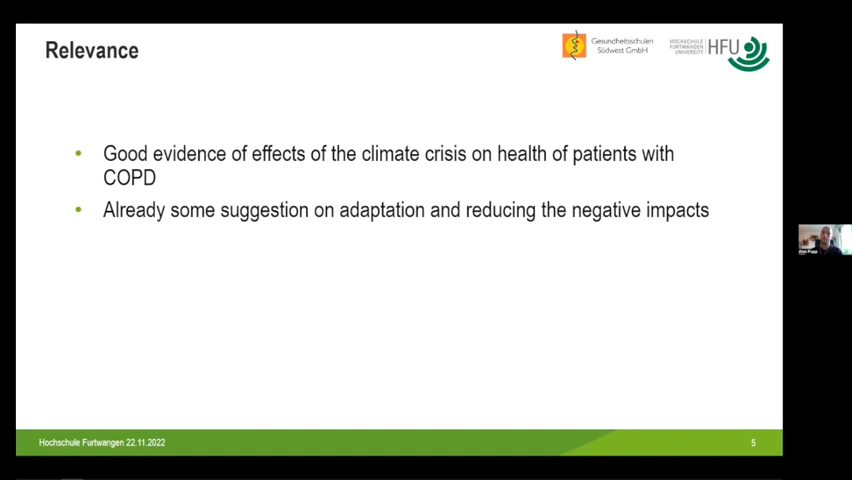 Relevance
Gesundheitsschulen
Südwest GmbH
HOCHSCHULE
FURTWANGEN
UNIVERSITY
HFU
• Good evidence of effects of the climate crisis on health of patients with
COPD
• Already some suggestion on adaptation and reducing the negative impacts
Hochschule Furtwangen 22.11.2022
5